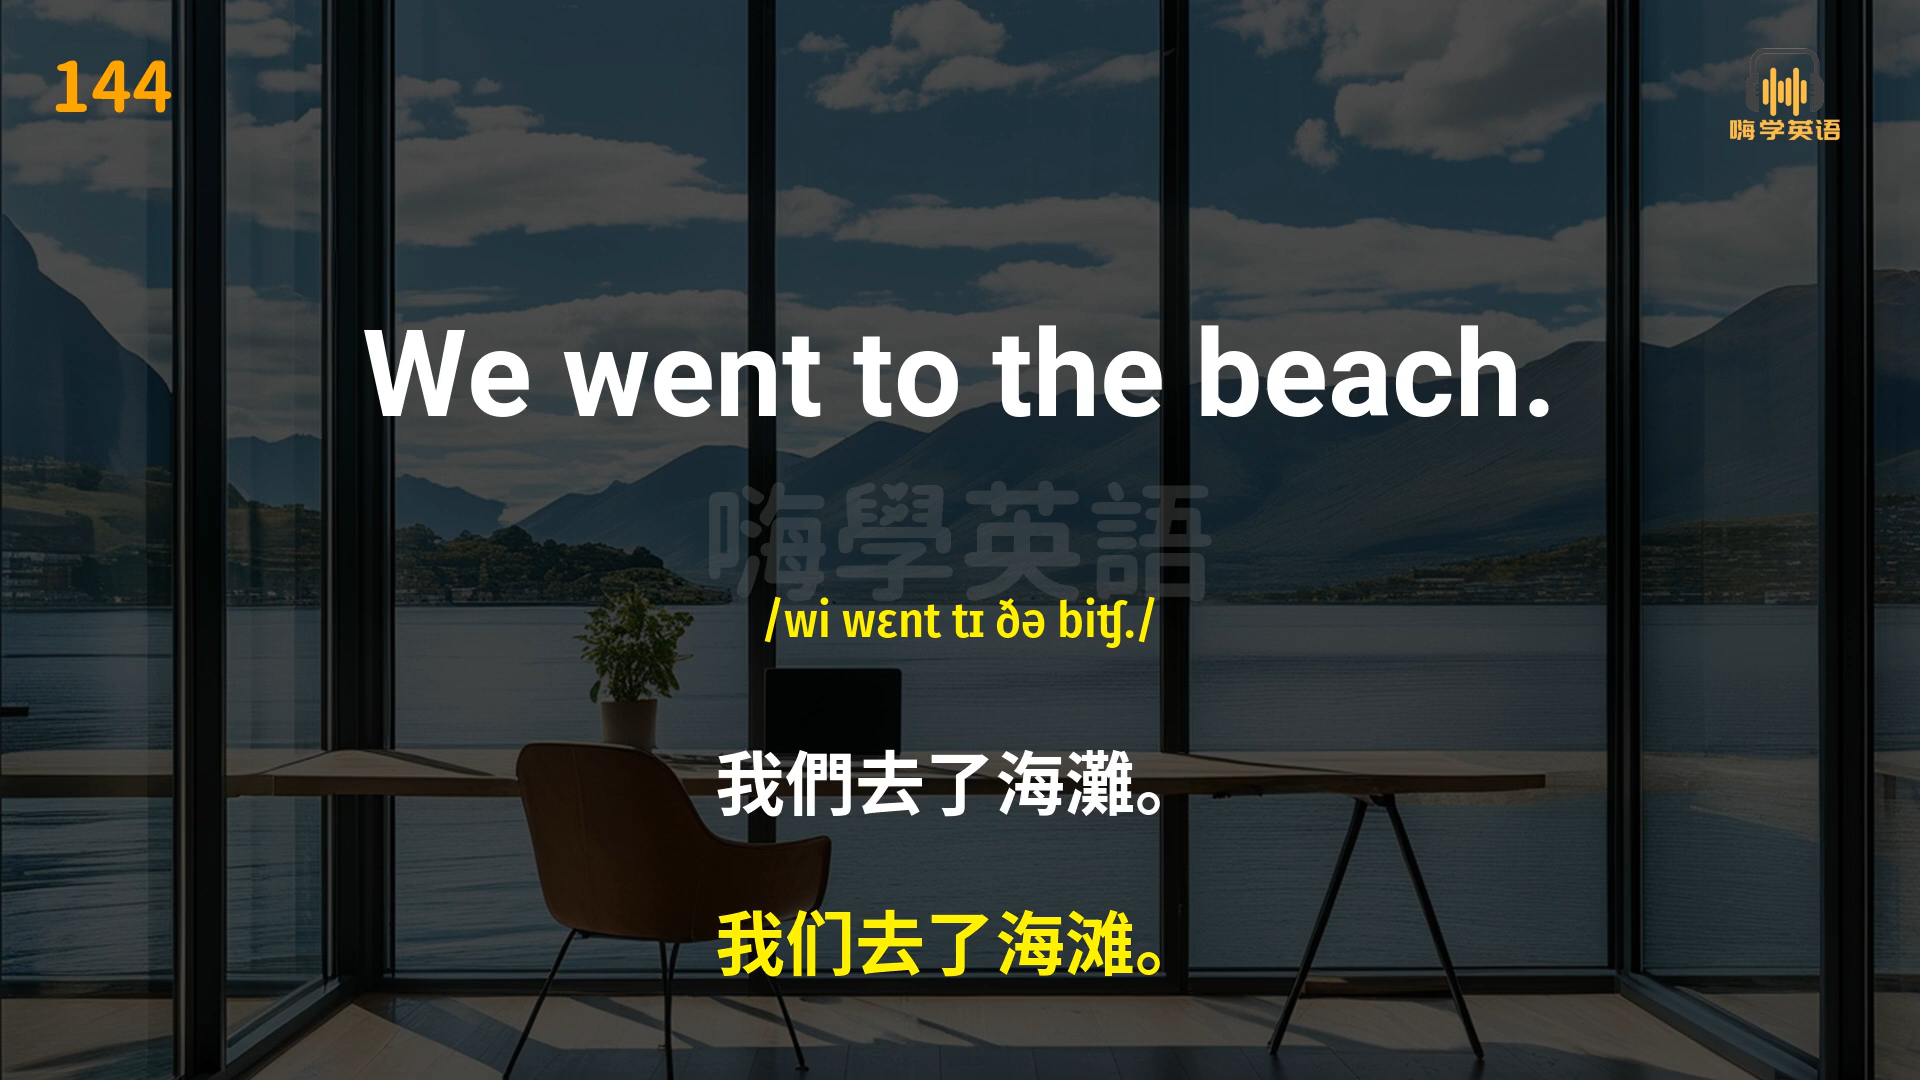 144
嗨学英语
We went to the beach.
嗨學英語
/wi wɛnt tɪ ðə biʧ./
我們去了海灘。
我们去了海滩。